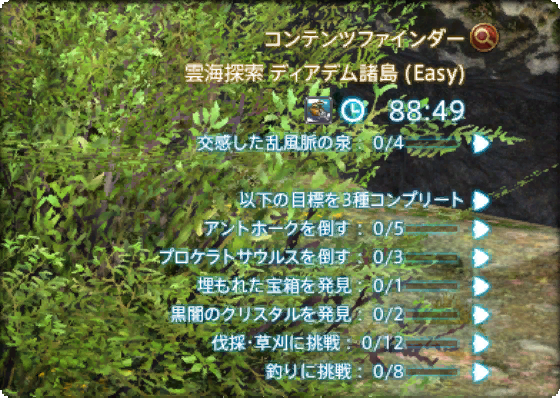 コンテンツファインダー
雲海探索 ディアデム諸島 (Easy)
88:49
交感した乱風脈の泉： 0/4
以下の目標を3種コンプリート
アントホークを倒す： 0/5
プロケラトサウルスを倒す： 0/3
埋もれた宝箱を発見： 0/1
黒闇のクリスタルを発見： 0/2
伐採・草刈に挑戦： 0/12
釣りに挑戦： 0/8